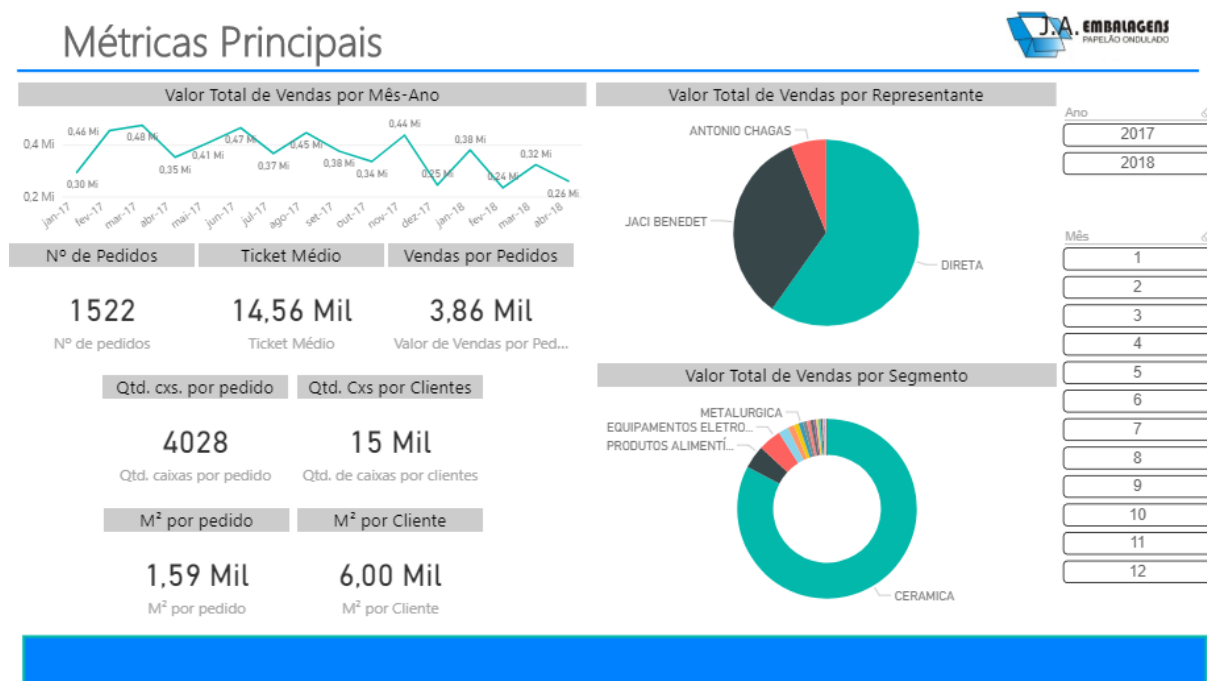 Métricas Principais
J.A. EMBALAGENS
PAPELÃO ONDULADO
Valor Total de Vendas por Mês-Ano
0,4 Mi
0,2 Mi
0,30 Mi
0,46 Mi
0,48 Mi
0,35 Mi
0,41 Mi
0,47 Mi
0,37 Mi
0,45 Mi
0,38 Mi
0,34 Mi
0,44 Mi
0,25 Mi
0,38 Mi
0,24 Mi
0,32 Mi
0,26 Mi
jan-17
fev-17
mar-17
abr-17
mai-17
jun-17
jul-17
ago-17
set-17
out-17
nov-17
dez-17
jan-18
fev-18
mar-18
abr-18
Nº de Pedidos
1522
Nº de pedidos
Ticket Médio
14,56 Mil
Ticket Médio
Vendas por Pedidos
3,86 Mil
Valor de Vendas por Ped...
Qtd. cxs. por pedido
4028
Qtd. caixas por pedido
Qtd. Cxs por Clientes
15 Mil
Qtd. de caixas por clientes
M² por pedido
1,59 Mil
M² por pedido
M² por Cliente
6,00 Mil
M² por Cliente
Valor Total de Vendas por Representante
ANTONIO CHAGAS
JACI BENEDET
DIRETA
Valor Total de Vendas por Segmento
METALURGICA
EQUIPAMENTOS ELETRO...
PRODUTOS ALIMENTÍ...
CERAMICA
Ano
2017
2018
Mês
1
2
3
4
5
6
7
8
9
10
11
12